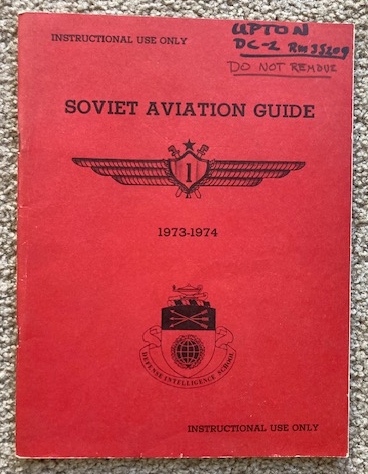 INSTRUCTIONAL USE ONLY
UPTON
DC-2 Rm 3S209
DO NOT REMOVE
SOVIET AVIATION GUIDE
1
1973-1974
DEFENSE INTELLIGENCE SCHOOL
INSTRUCTIONAL USE ONLY